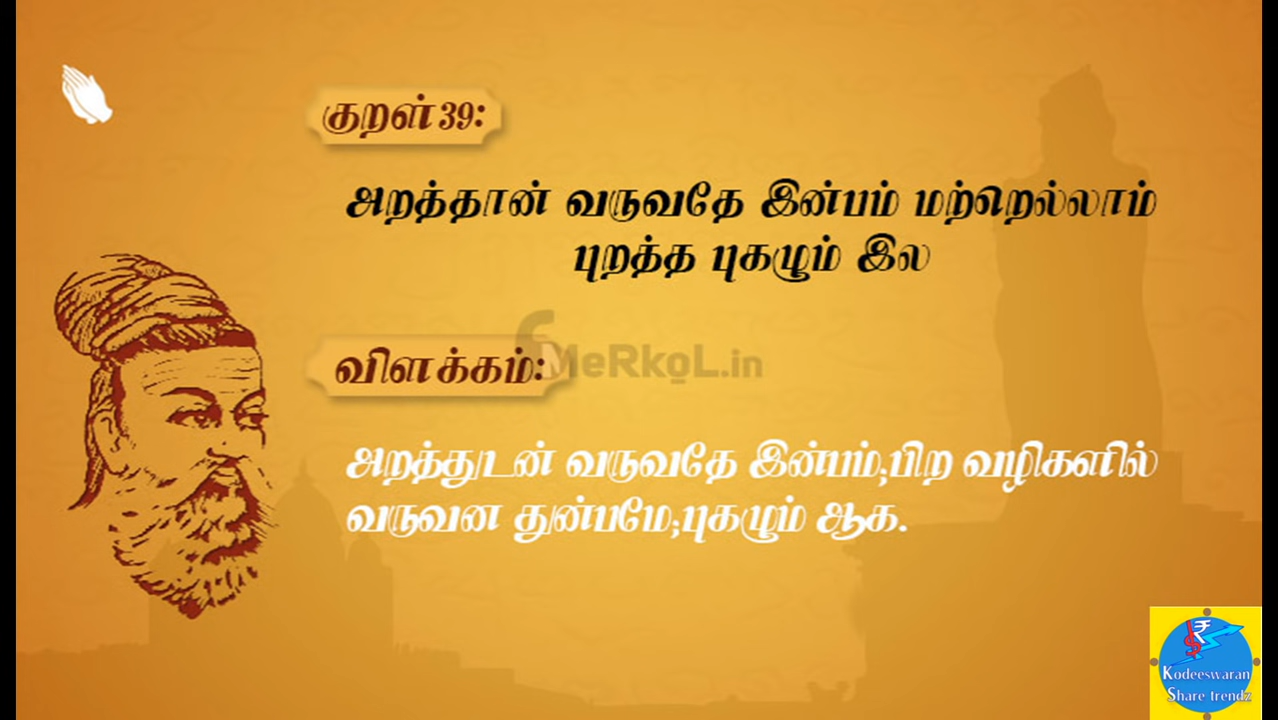 குறள் 39:
அறத்தான் வருவதே இன்பம் மற்றெல்லாம்
புறத்த புகழும் இல
MeRkoL.in
விளக்கம்:
அறத்துடன் வருவதே இன்பம்;பிற வழிகளில்
வருவன துன்பமே;புகழும் ஆக.
₹
$
Kodeeswaran
Share trendz